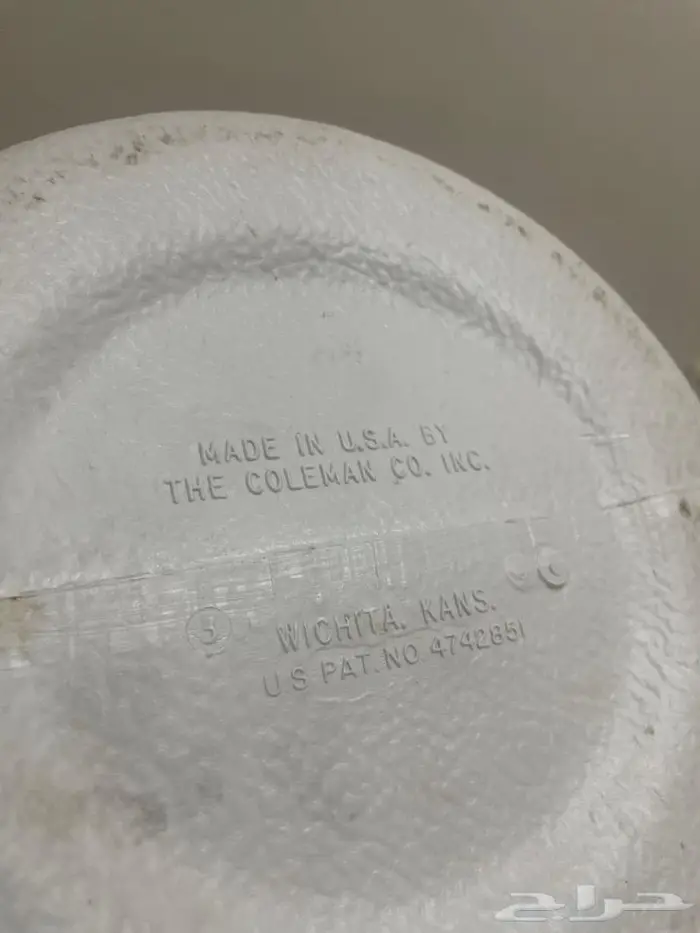 MADE IN U.S.A. BY
THE COLEMAN CO. INC.
WICHITA, KANS.
U S PAT. NO 4742851
حراج